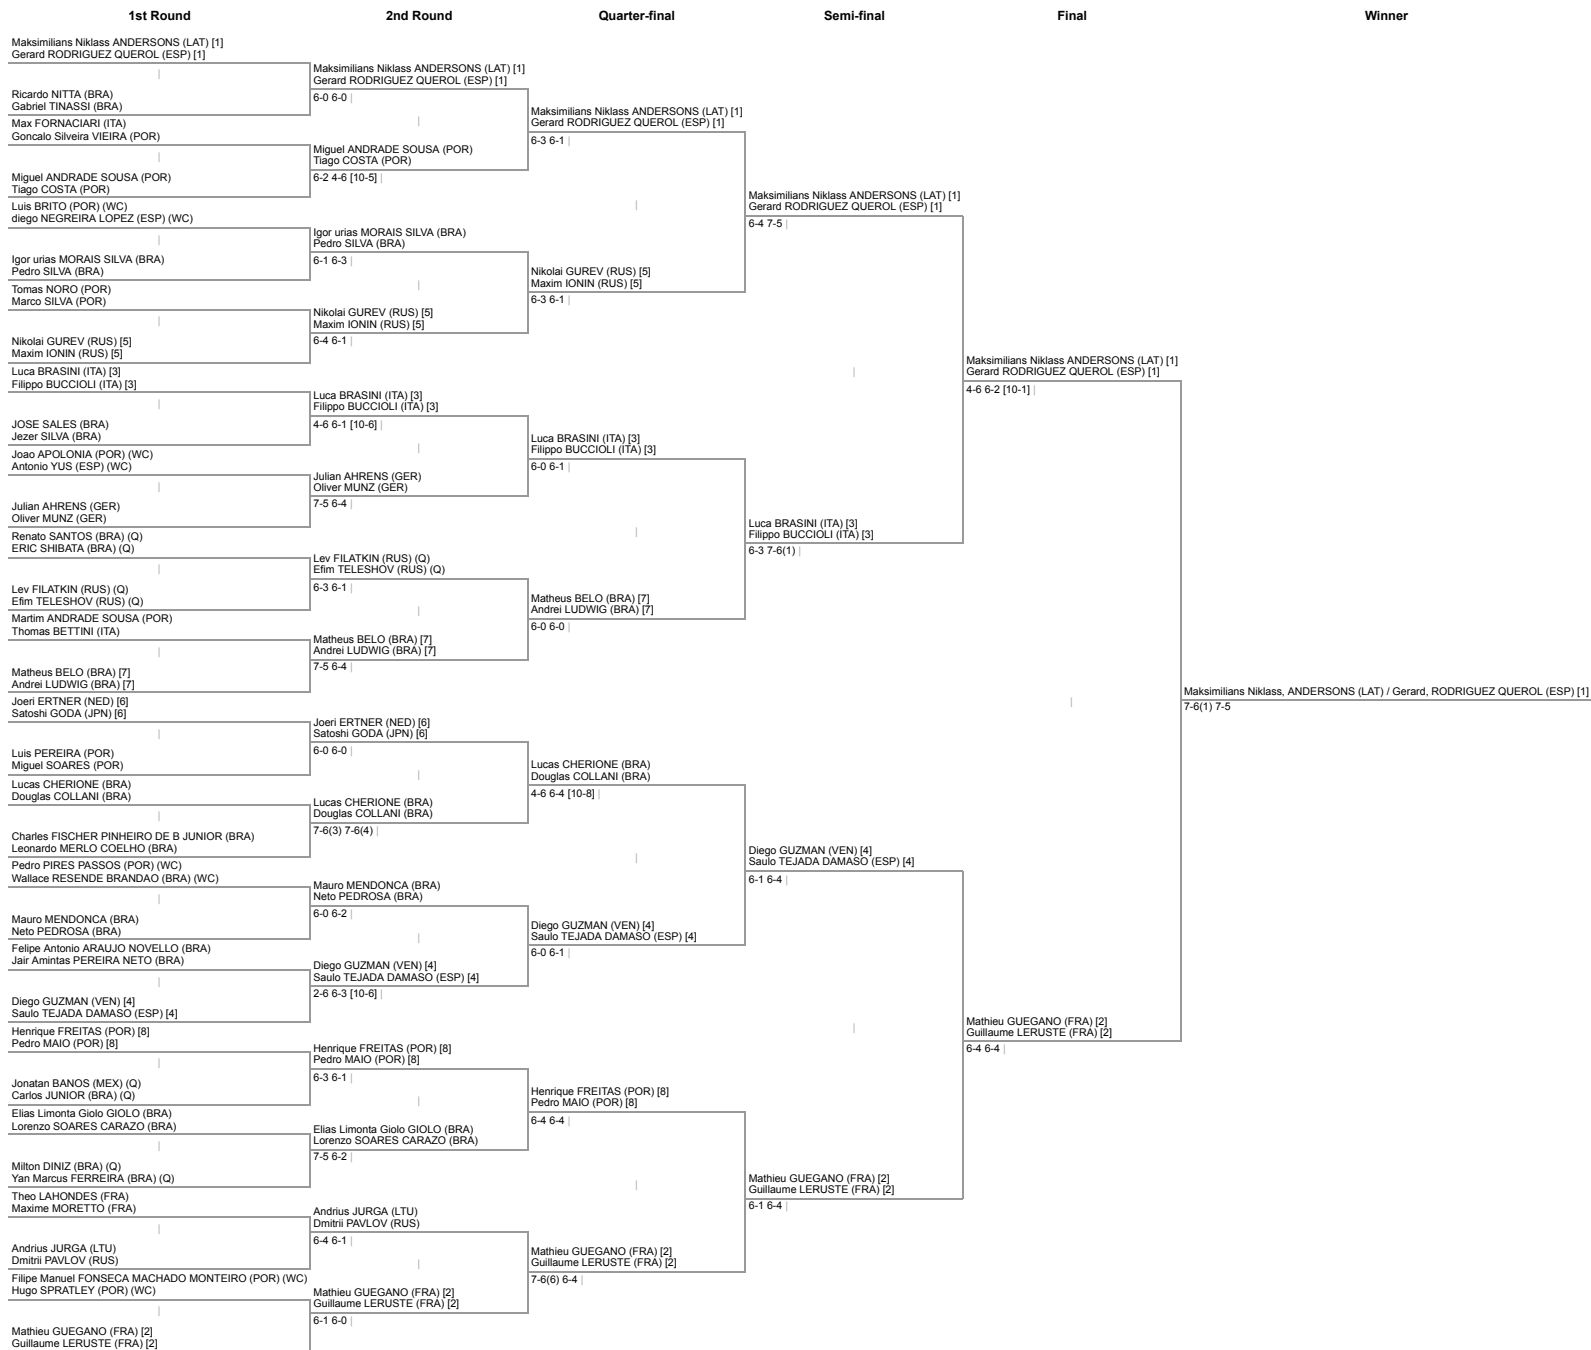 1st Round
2nd Round
Quarter-final
Semi-final
Final
Winner
Maksimilians Niklass ANDERSONS (LAT) [1]
Gerard RODRIGUEZ QUEROL (ESP) [1]
Ricardo NITTA (BRA)
Gabriel TINASSI (BRA)
Max FORNACIARI (ITA)
Goncalo Silveira VIEIRA (POR)
Miguel ANDRADE SOUSA (POR)
Tiago COSTA (POR)
Luis BRITO (POR) (WC)
diego NEGREIRA LOPEZ (ESP) (WC)
Igor urias MORAIS SILVA (BRA)
Pedro SILVA (BRA)
Tomas NORO (POR)
Marco SILVA (POR)
Nikolai GUREV (RUS) [5]
Maxim IONIN (RUS) [5]
Luca BRASINI (ITA) [3]
Filippo BUCCIOLI (ITA) [3]
JOSE SALES (BRA)
Jezer SILVA (BRA)
Joao APOLONIA (POR) (WC)
Antonio YUS (ESP) (WC)
Julian AHRENS (GER)
Oliver MUNZ (GER)
Renato SANTOS (BRA) (Q)
ERIC SHIBATA (BRA) (Q)
Lev FILATKIN (RUS) (Q)
Efim TELESHOV (RUS) (Q)
Martim ANDRADE SOUSA (POR)
Thomas BETTINI (ITA)
Matheus BELO (BRA) [7]
Andrei LUDWIG (BRA) [7]
Joeri ERTNER (NED) [6]
Satoshi GODA (JPN) [6]
Luis PEREIRA (POR)
Miguel SOARES (POR)
Lucas CHERIONE (BRA)
Douglas COLLANI (BRA)
Charles FISCHER PINHEIRO DE B JUNIOR (BRA)
Leonardo MERLO COELHO (BRA)
Pedro PIRES PASSOS (POR) (WC)
Wallace RESENDE BRANDAO (BRA) (WC)
Mauro MENDONCA (BRA)
Neto PEDROSA (BRA)
Felipe Antonio ARAUJO NOVELLO (BRA)
Jair Amintas PEREIRA NETO (BRA)
Diego GUZMAN (VEN) [4]
Saulo TEJADA DAMASO (ESP) [4]
Henrique FREITAS (POR) [8]
Pedro MAIO (POR) [8]
Jonatan BANOS (MEX) (Q)
Carlos JUNIOR (BRA) (Q)
Elias Limonta Giolo GIOLO (BRA)
Lorenzo SOARES CARAZO (BRA)
Milton DINIZ (BRA) (Q)
Yan Marcus FERREIRA (BRA) (Q)
Theo LAHONDES (FRA)
Maxime MORETTO (FRA)
Andrius JURGA (LTU)
Dmitrii PAVLOV (RUS)
Filipe Manuel FONSECA MACHADO MONTEIRO (POR) (WC)
Hugo SPRATLEY (POR) (WC)
Mathieu GUEGANO (FRA) [2]
Guillaume LERUSTE (FRA) [2]
Maksimilians Niklass ANDERSONS (LAT) [1]
Gerard RODRIGUEZ QUEROL (ESP) [1]
6-0 6-0
Miguel ANDRADE SOUSA (POR)
Tiago COSTA (POR)
6-2 4-6 [10-5]
Igor urias MORAIS SILVA (BRA)
Pedro SILVA (BRA)
6-1 6-3
Nikolai GUREV (RUS) [5]
Maxim IONIN (RUS) [5]
6-4 6-1
Luca BRASINI (ITA) [3]
Filippo BUCCIOLI (ITA) [3]
4-6 6-1 [10-6]
Julian AHRENS (GER)
Oliver MUNZ (GER)
7-5 6-4
Lev FILATKIN (RUS) (Q)
Efim TELESHOV (RUS) (Q)
6-3 6-1
Matheus BELO (BRA) [7]
Andrei LUDWIG (BRA) [7]
7-5 6-4
Joeri ERTNER (NED) [6]
Satoshi GODA (JPN) [6]
6-0 6-0
Lucas CHERIONE (BRA)
Douglas COLLANI (BRA)
7-6(3) 7-6(4)
Mauro MENDONCA (BRA)
Neto PEDROSA (BRA)
6-0 6-2
Diego GUZMAN (VEN) [4]
Saulo TEJADA DAMASO (ESP) [4]
2-6 6-3 [10-6]
Henrique FREITAS (POR) [8]
Pedro MAIO (POR) [8]
6-3 6-1
Elias Limonta Giolo GIOLO (BRA)
Lorenzo SOARES CARAZO (BRA)
7-5 6-2
Andrius JURGA (LTU)
Dmitrii PAVLOV (RUS)
6-4 6-1
Mathieu GUEGANO (FRA) [2]
Guillaume LERUSTE (FRA) [2]
6-1 6-0
Maksimilians Niklass ANDERSONS (LAT) [1]
Gerard RODRIGUEZ QUEROL (ESP) [1]
6-3 6-1
Nikolai GUREV (RUS) [5]
Maxim IONIN (RUS) [5]
6-3 6-1
Luca BRASINI (ITA) [3]
Filippo BUCCIOLI (ITA) [3]
6-0 6-1
Matheus BELO (BRA) [7]
Andrei LUDWIG (BRA) [7]
6-0 6-0
Lucas CHERIONE (BRA)
Douglas COLLANI (BRA)
4-6 6-4 [10-8]
Diego GUZMAN (VEN) [4]
Saulo TEJADA DAMASO (ESP) [4]
6-0 6-1
Henrique FREITAS (POR) [8]
Pedro MAIO (POR) [8]
6-4 6-4
Mathieu GUEGANO (FRA) [2]
Guillaume LERUSTE (FRA) [2]
7-6(6) 6-4
Maksimilians Niklass ANDERSONS (LAT) [1]
Gerard RODRIGUEZ QUEROL (ESP) [1]
6-4 7-5
Luca BRASINI (ITA) [3]
Filippo BUCCIOLI (ITA) [3]
6-3 7-6(1)
Diego GUZMAN (VEN) [4]
Saulo TEJADA DAMASO (ESP) [4]
6-1 6-4
Mathieu GUEGANO (FRA) [2]
Guillaume LERUSTE (FRA) [2]
6-1 6-4
Maksimilians Niklass ANDERSONS (LAT) [1]
Gerard RODRIGUEZ QUEROL (ESP) [1]
4-6 6-2 [10-1]
Mathieu GUEGANO (FRA) [2]
Guillaume LERUSTE (FRA) [2]
6-4 6-4
Maksimilians Niklass, ANDERSONS (LAT) / Gerard, RODRIGUEZ QUEROL (ESP) [1]
7-6(1) 7-5